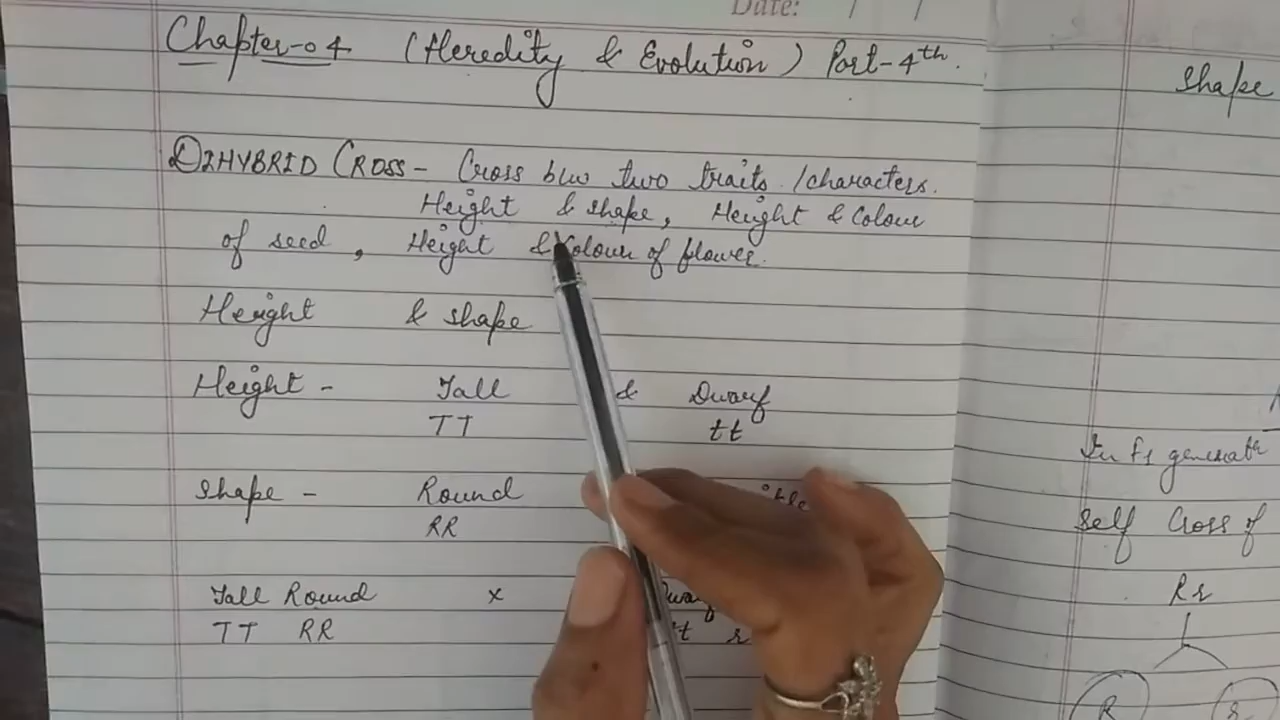 Date: / /
Chapter-04 (Heredity & Evolution) Part-4th.
DIHYBRID CROSS- Cross b/w two traits /characters.
Height & shape, Height & Colour
of seed, Height & Colour of flower.
Height & shape
Height - Tall & Dwarf
TT tt
Shape - Round
RR
Tall Round x
TT RR
Shape
In F1 generat
Self Cross of
Rr
R